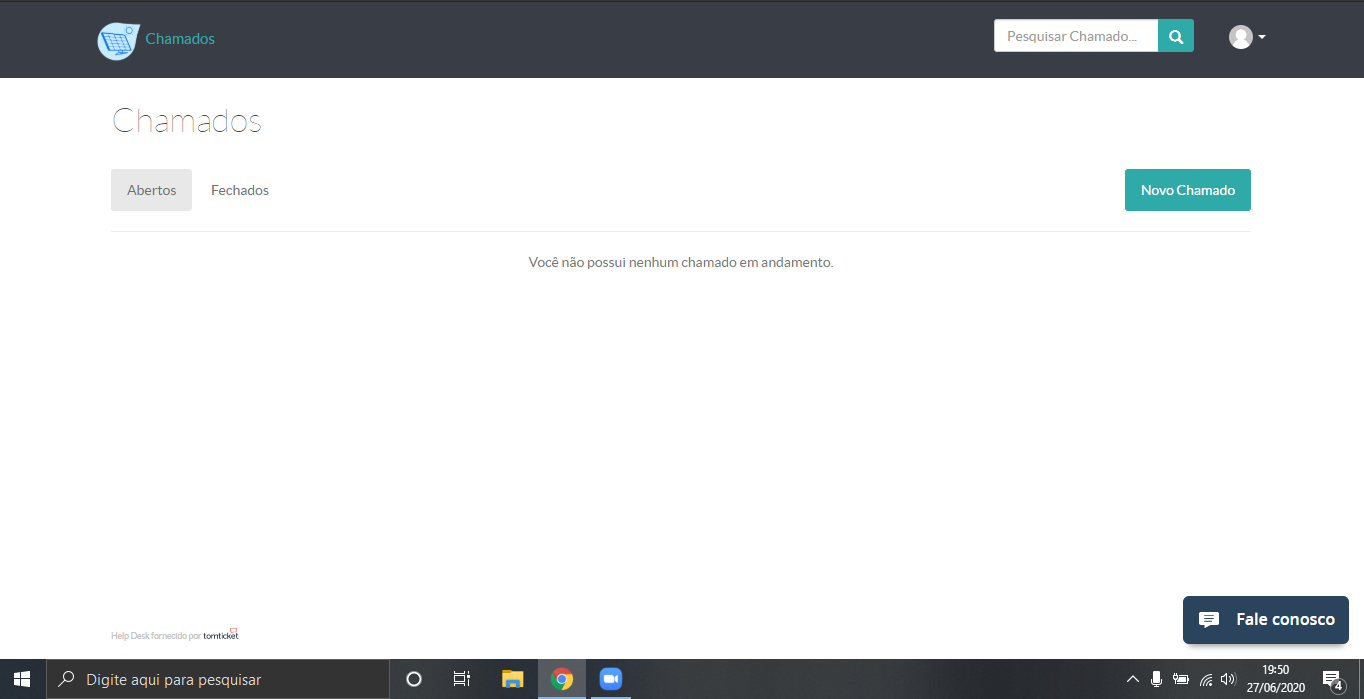 Chamados
Pesquisar Chamado...
Chamados
Abertos
Fechados
Novo Chamado
Você não possui nenhum chamado em andamento.
Help Desk fornecido por tomticket
Fale conosco
Digite aqui para pesquisar
19:50
27/06/2020
4